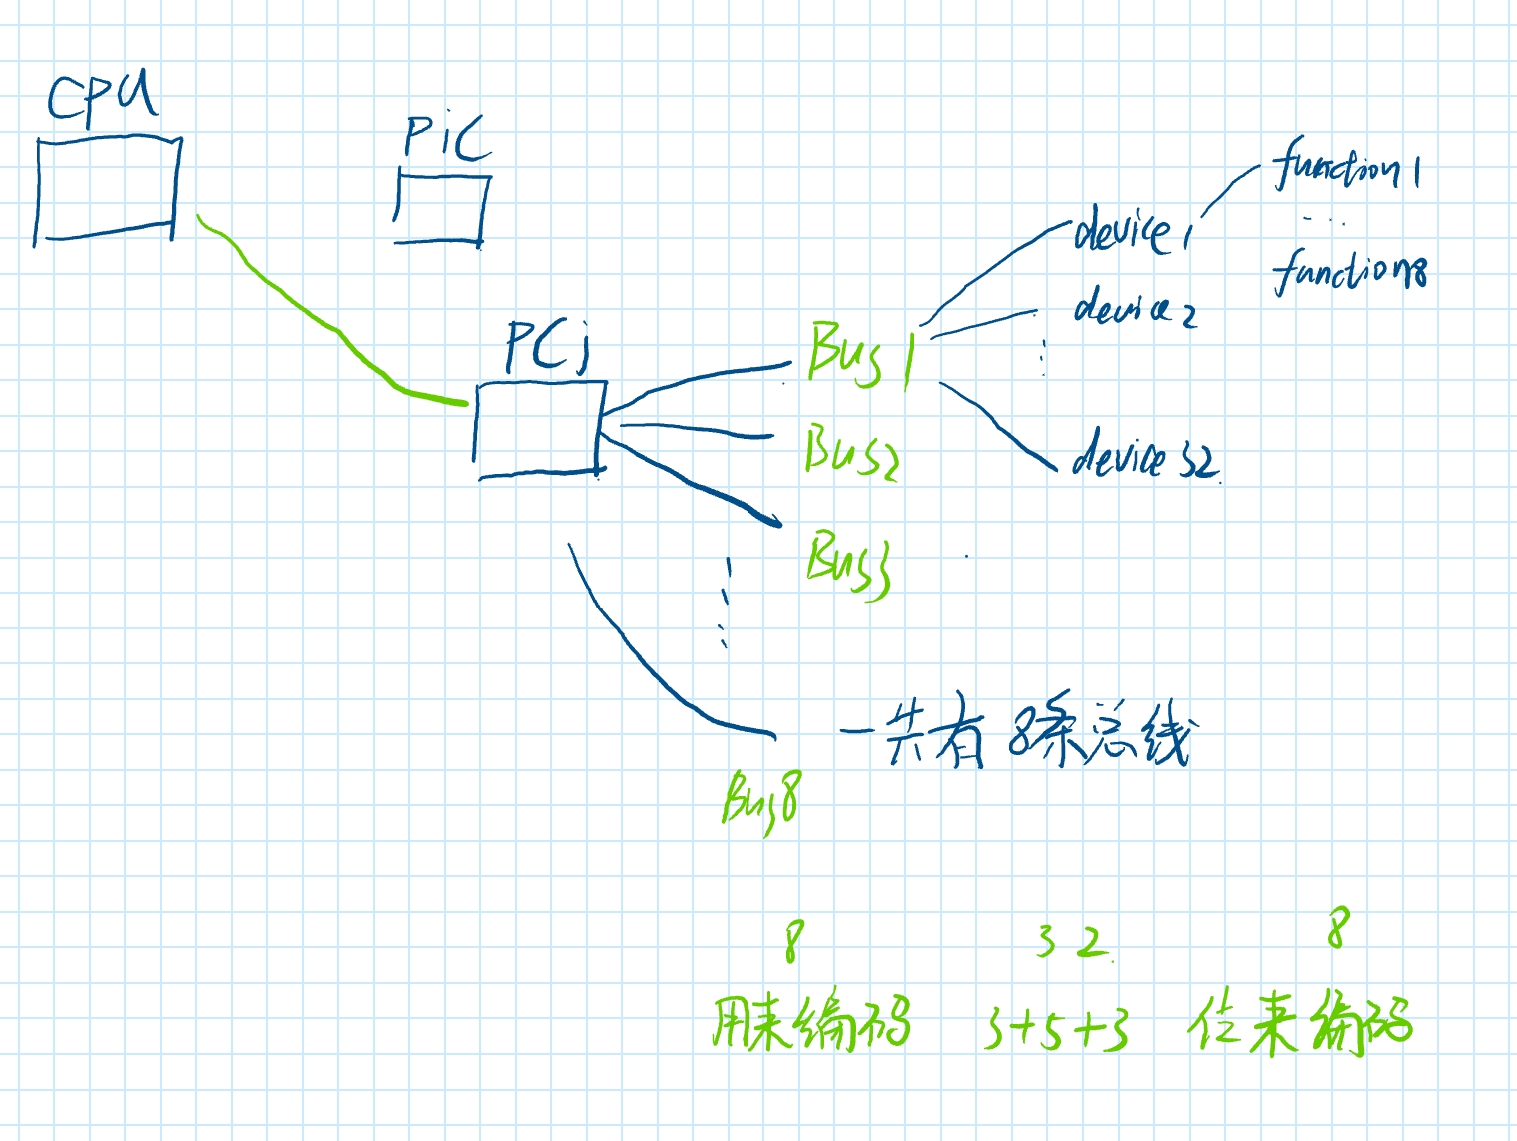 CPU
PiC
function1
...
device1
function8
device2
PCi
Bus1
Bus2
device32
Bus3
一共有8条总线
Bus8
8 32 8
用来编码 3+5+3 位来编码